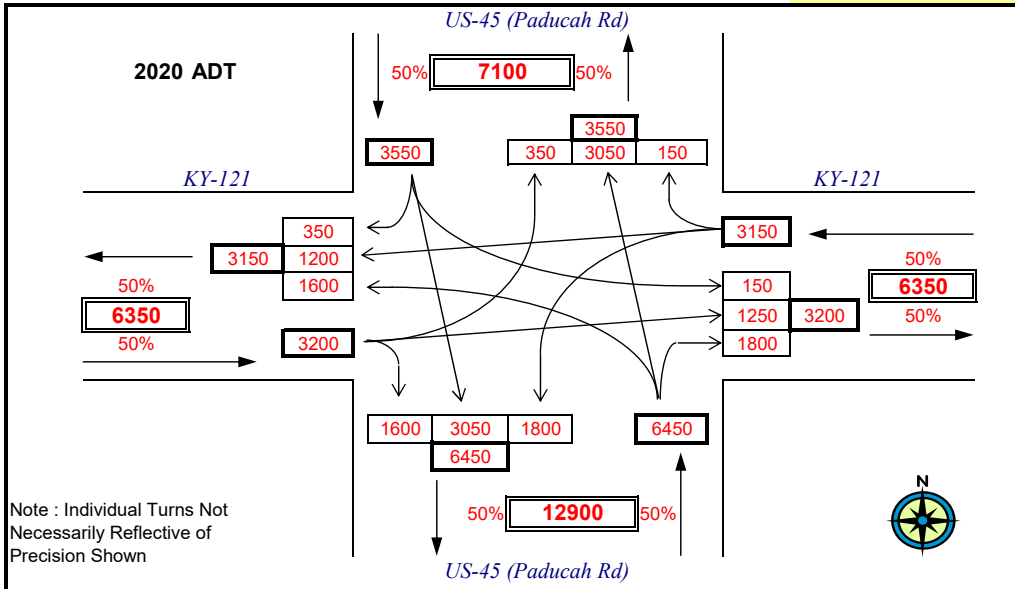 US-45 (Paducah Rd)
2020 ADT
50% 7100 50%
3550
3550 350 3050 150
KY-121 KY-121
350 3150
3150 1200
50% 50%
1600 150 6350
6350 1250 3200 50%
50% 3200 1800
1600 3050 1800 6450
6450
N
Note : Individual Turns Not
Necessarily Reflective of
Precision Shown
50% 12900 50%
US-45 (Paducah Rd)